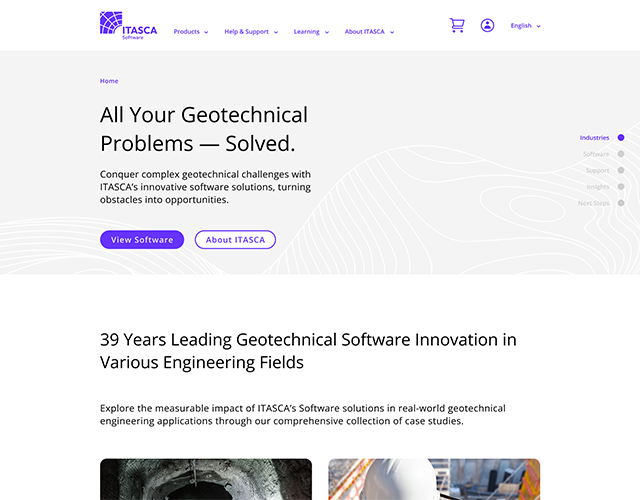 ITASCA
Software
Products
Help & Support
Learning
About ITASCA
English
Home
All Your Geotechnical
Problems — Solved.
Conquer complex geotechnical challenges with
ITASCA's innovative software solutions, turning
obstacles into opportunities.
View Software
About ITASCA
Industries
Software
Support
Insights
Next Steps
39 Years Leading Geotechnical Software Innovation in
Various Engineering Fields
Explore the measurable impact of ITASCA's Software solutions in real-world geotechnical
engineering applications through our comprehensive collection of case studies.